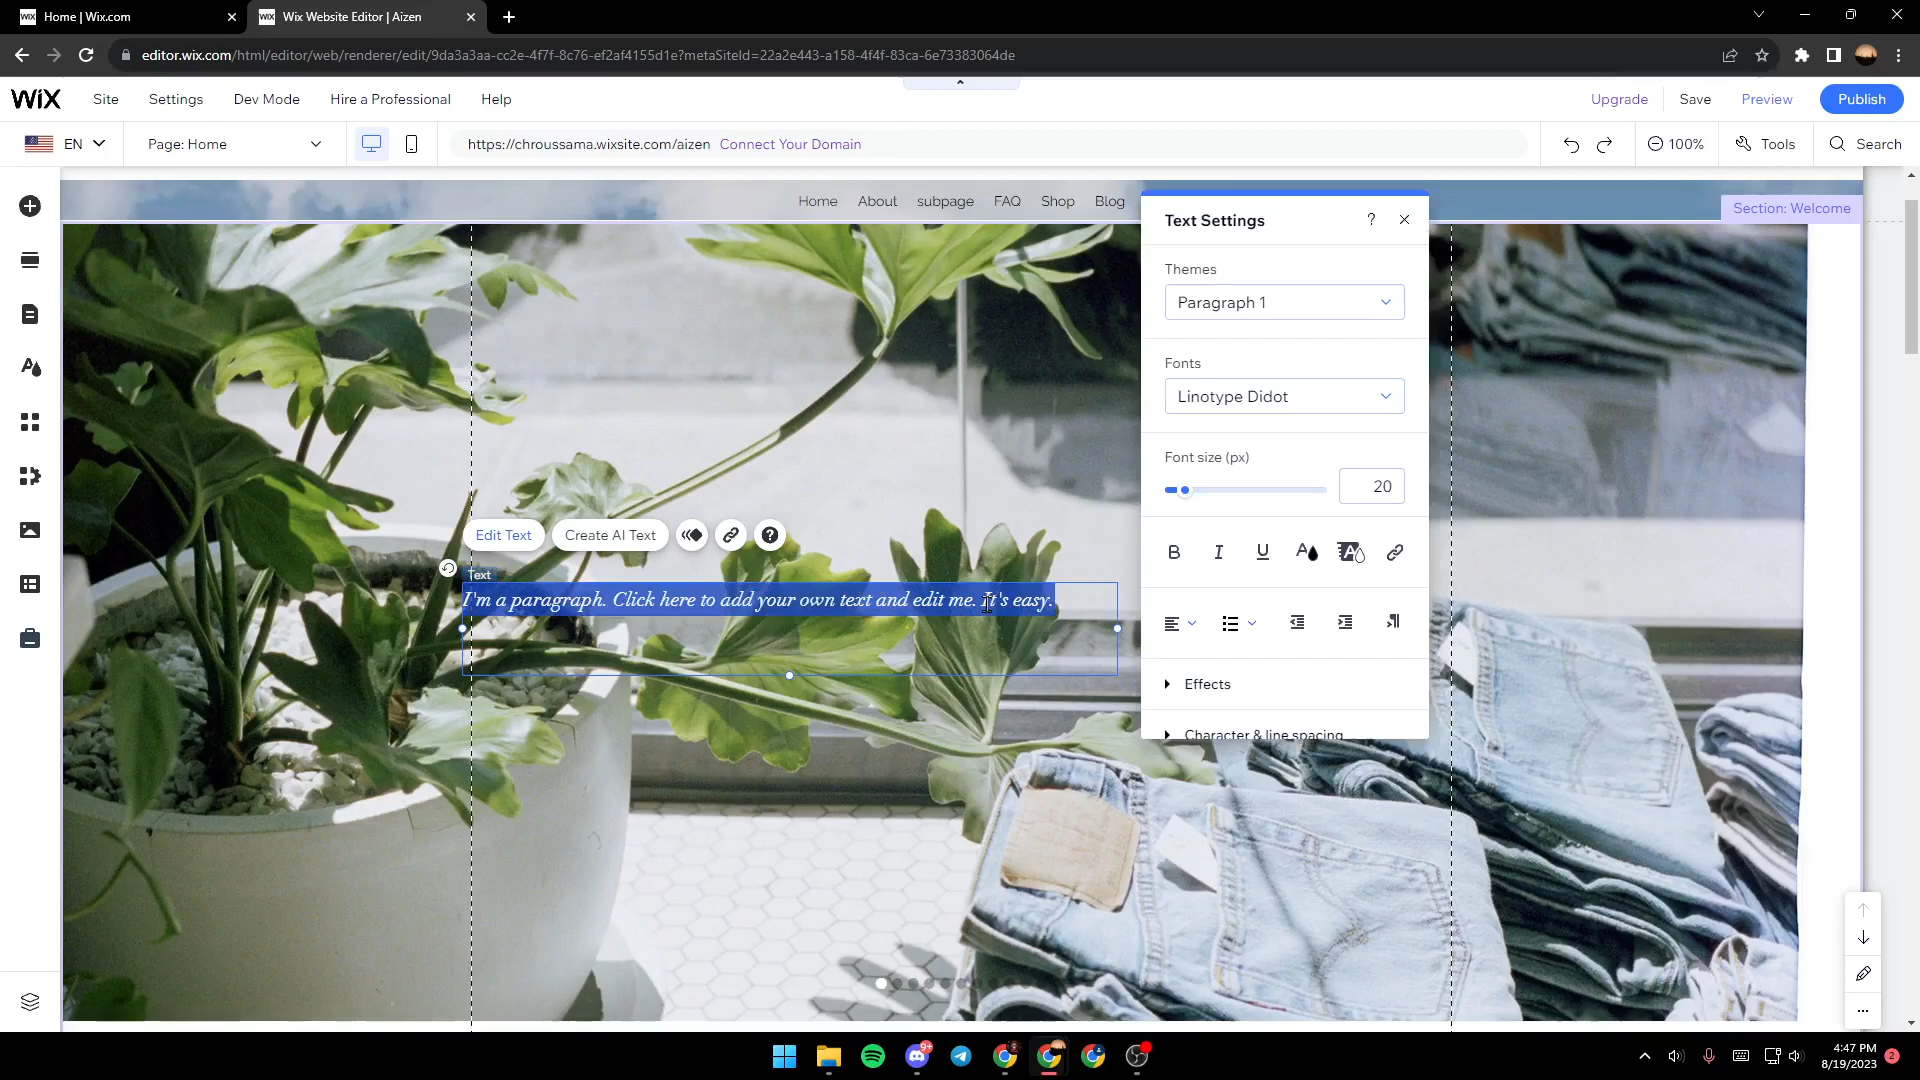 Home | Wix.com
Wix Website Editor | Aizen
editor.wix.com/html/editor/web/renderer/edit/9da3a3aa-cc2e-4f7f-8c76-ef2af4155d1e?metaSiteId=22a2e443-a158-4f4f-83ca-6e73383064de
WIX Site Settings Dev Mode Hire a Professional Help Upgrade Save Preview Publish
EN Page: Home https://chroussama.wixsite.com/aizen Connect Your Domain 100% Tools Search
Home About subpage FAQ Shop Blog
Section: Welcome
Text Settings ?
Themes
Paragraph 1
Fonts
Linotype Didot
Font size (px)
20
B I U A A
Effects
Character & line spacing
Edit Text Create AI Text ?
Text
I'm a paragraph. Click here to add your own text and edit me. It's easy.
9+
4:47 PM
8/19/2023
2